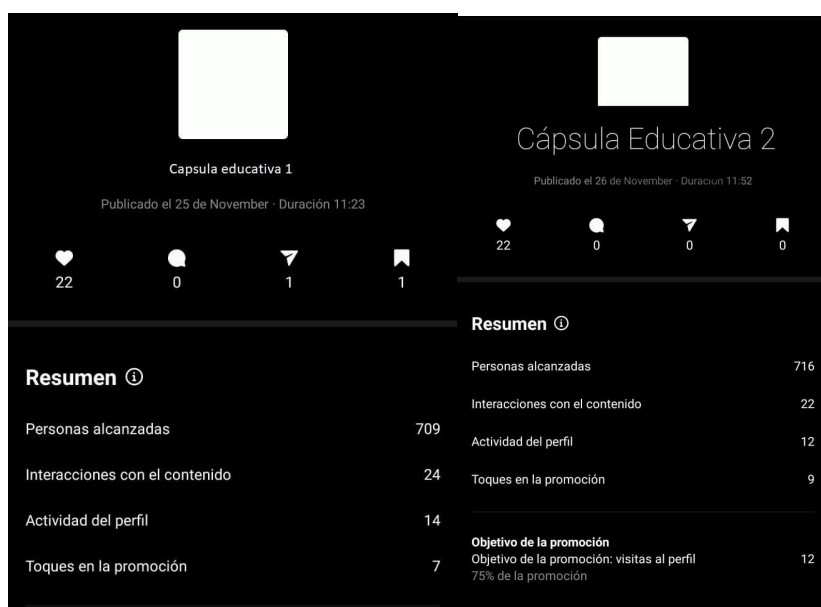 Capsula educativa 1
Publicado el 25 de November · Duración 11:23
22 0 1 1
Resumen
Personas alcanzadas 709
Interacciones con el contenido 24
Actividad del perfil 14
Toques en la promoción 7
Cápsula Educativa 2
Publicado el 26 de November · Duración 11:52
22 0 0 0
Resumen
Personas alcanzadas 716
Interacciones con el contenido 22
Actividad del perfil 12
Toques en la promoción 9
Objetivo de la promoción
Objetivo de la promoción: visitas al perfil 12
75% de la promoción